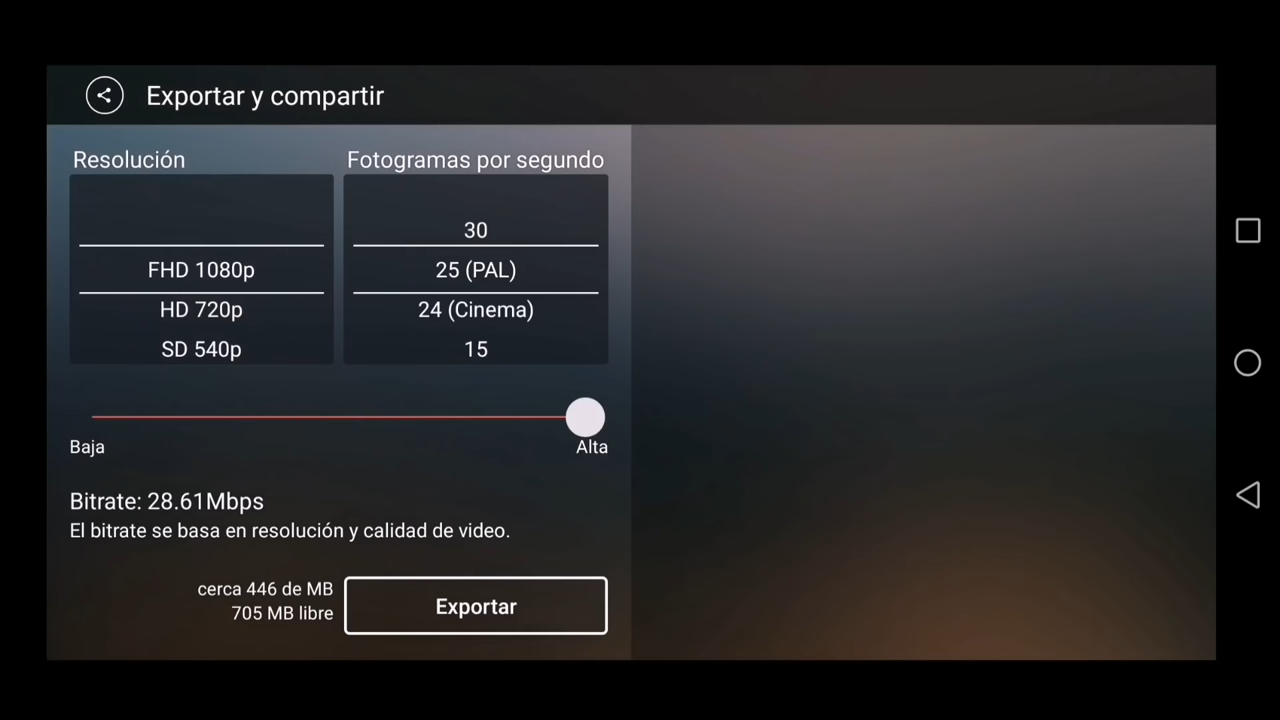 Exportar y compartir
Resolución
Fotogramas por segundo
FHD 1080p
HD 720p
SD 540p
30
25 (PAL)
24 (Cinema)
15
Baja
Alta
Bitrate: 28.61Mbps
El bitrate se basa en resolución y calidad de video.
cerca 446 de MB
705 MB libre
Exportar